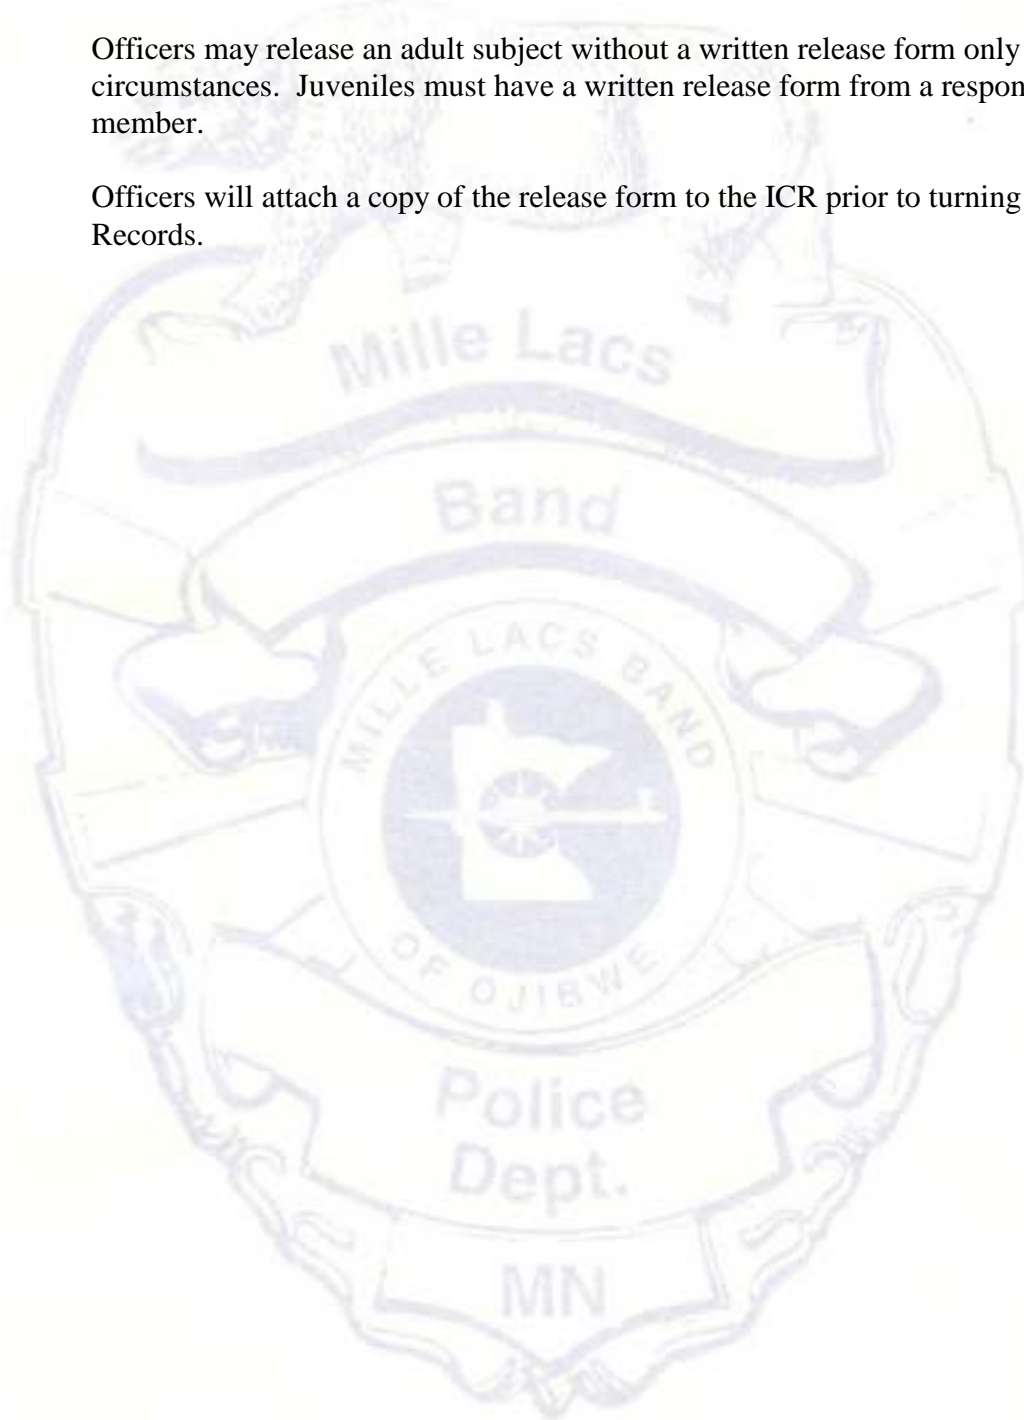 Officers may release an adult subject without a written release form only
circumstances.  Juveniles must have a written release form from a respon
member.
Officers will attach a copy of the release form to the ICR prior to turning
Records.
Mille Lacs
Band
MILLE LACS BAND
OF OJIBWE
Police
Dept.
MN